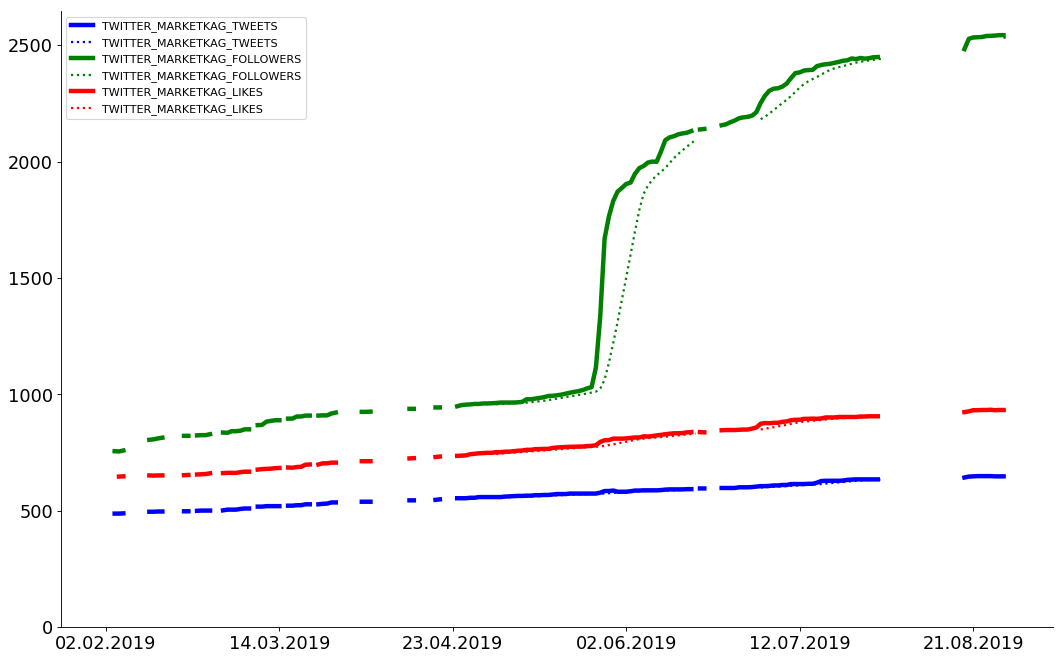 TWITTER_MARKETKAG_TWEETS
TWITTER_MARKETKAG_TWEETS
TWITTER_MARKETKAG_FOLLOWERS
TWITTER_MARKETKAG_FOLLOWERS
TWITTER_MARKETKAG_LIKES
TWITTER_MARKETKAG_LIKES
2500
2000
1500
1000
500
0
02.02.2019 14.03.2019 23.04.2019 02.06.2019 12.07.2019 21.08.2019